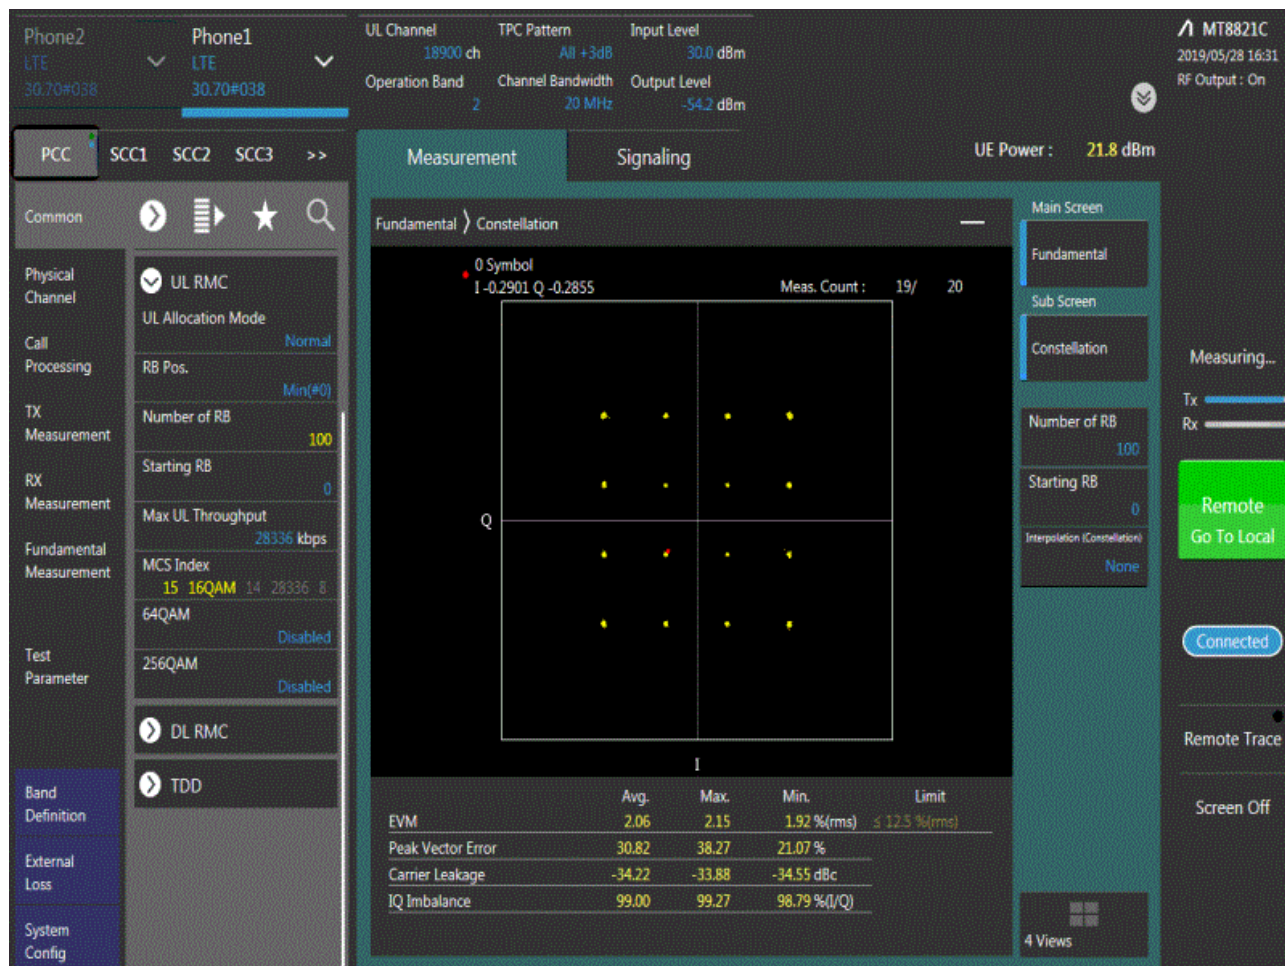 Phone2
LTE
30.70#038
Phone1
LTE
30.70#038
UL Channel
18900 ch
TPC Pattern
All +3dB
Input Level
30.0 dBm
Operation Band
2
Channel Bandwidth
20 MHz
Output Level
-54.2 dBm
MT8821C
2019/05/28 16:31
RF Output : On
PCC SCC1 SCC2 SCC3 >>
Measurement
Signaling
UE Power : 21.8 dBm
Common
Physical
Channel
Call
Processing
TX
Measurement
RX
Measurement
Fundamental
Measurement
Test
Parameter
Band
Definition
External
Loss
System
Config
UL RMC
UL Allocation Mode
Normal
RB Pos.
Min(#0)
Number of RB
100
Starting RB
0
Max UL Throughput
28336 kbps
MCS Index
15 16QAM 14 28336 8
64QAM
Disabled
256QAM
Disabled
DL RMC
TDD
Fundamental 〉 Constellation
0 Symbol
I -0.2901 Q -0.2855
Meas. Count : 19/ 20
Q
I
Avg. Max. Min. Limit
EVM 2.06 2.15 1.92 %(rms) ≤ 12.5 %(rms)
Peak Vector Error 30.82 38.27 21.07 %
Carrier Leakage -34.22 -33.88 -34.55 dBc
IQ Imbalance 99.00 99.27 98.79 %(I/Q)
Main Screen
Fundamental
Sub Screen
Constellation
Number of RB
100
Starting RB
0
Interpolation (Constellation)
None
4 Views
Measuring...
Tx
Rx
Remote
Go To Local
Connected
Remote Trace
Screen Off